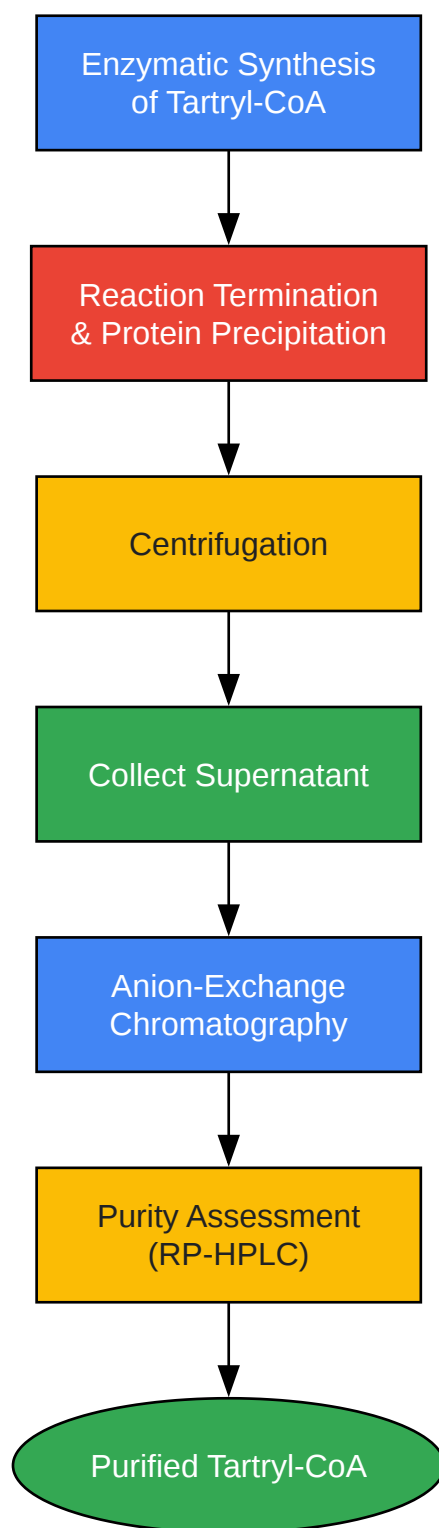 Enzymatic Synthesis
of Tartryl-CoA
Reaction Termination
& Protein Precipitation
Centrifugation
Collect Supernatant
Anion-Exchange
Chromatography
Purity Assessment
(RP-HPLC)
Purified Tartryl-CoA